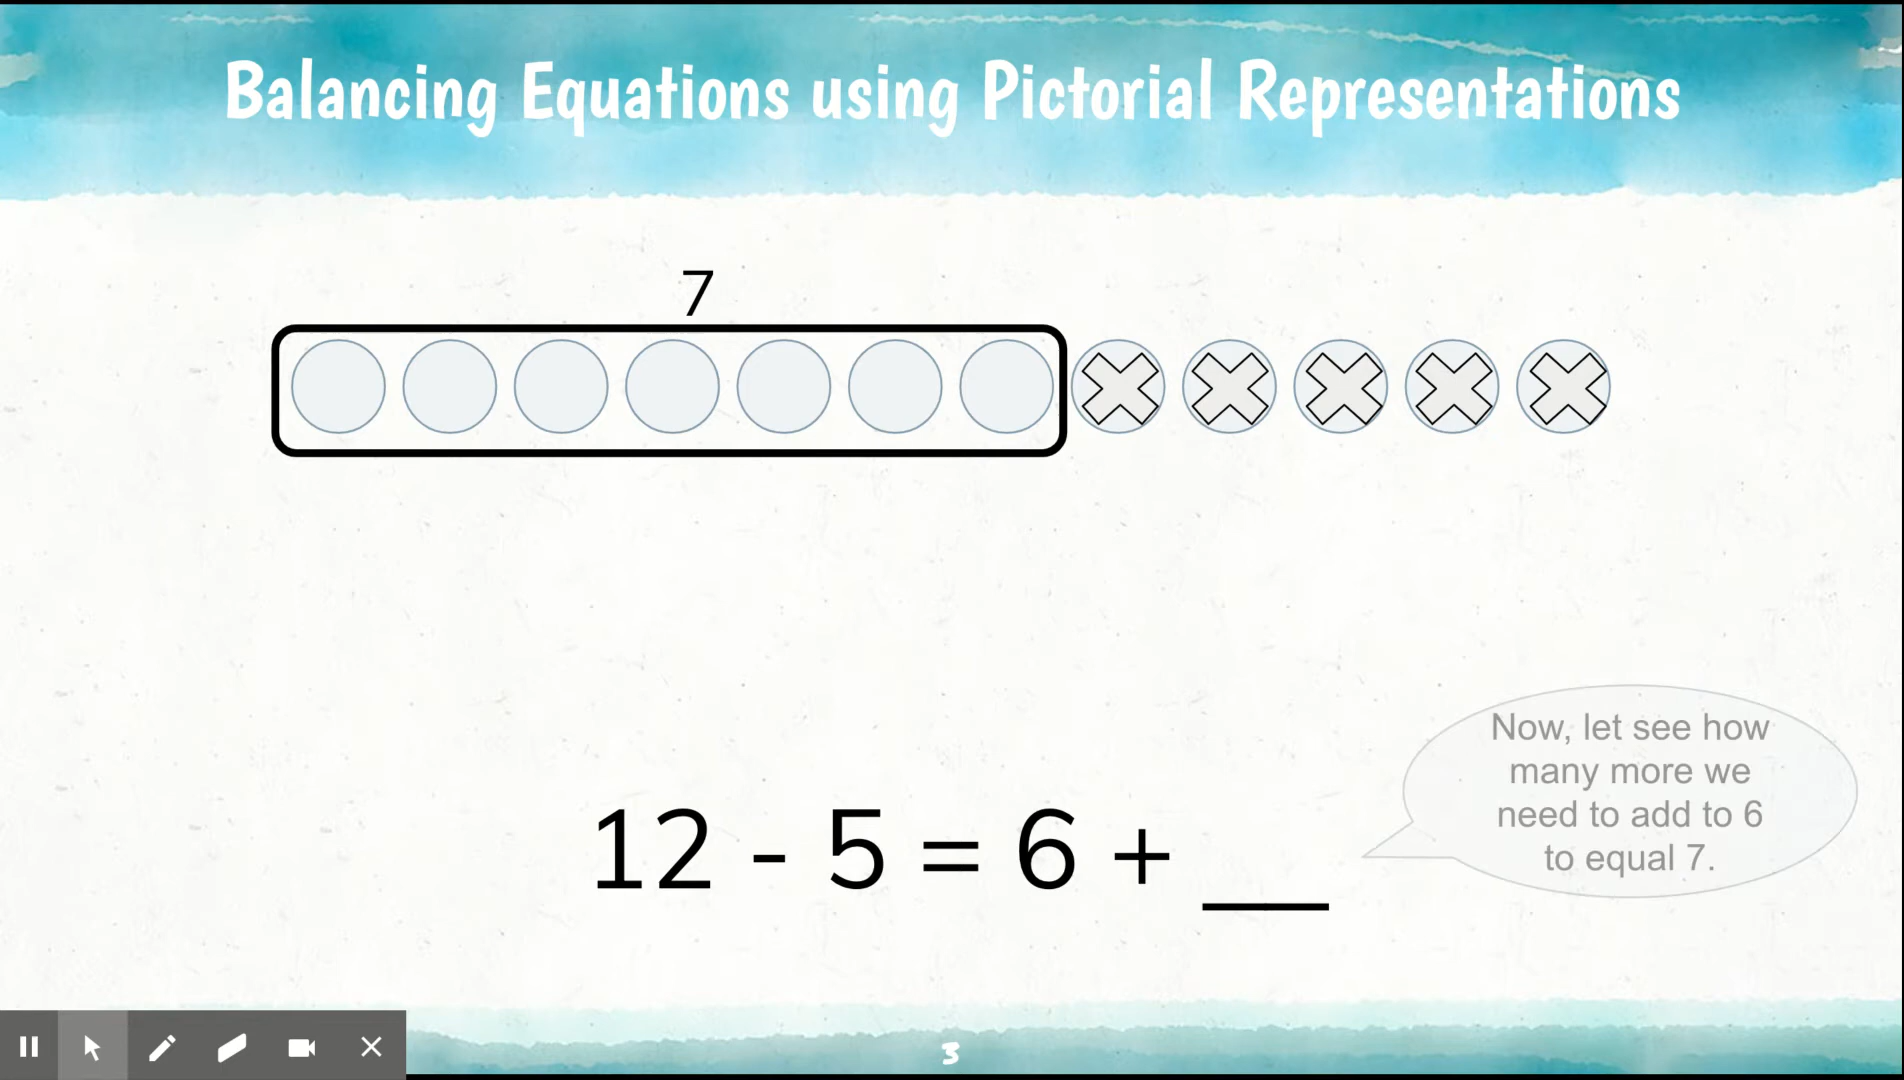 Balancing Equations using Pictorial Representations
7
Now, let see how
many more we
need to add to 6
to equal 7.
12 - 5 = 6 + __
3